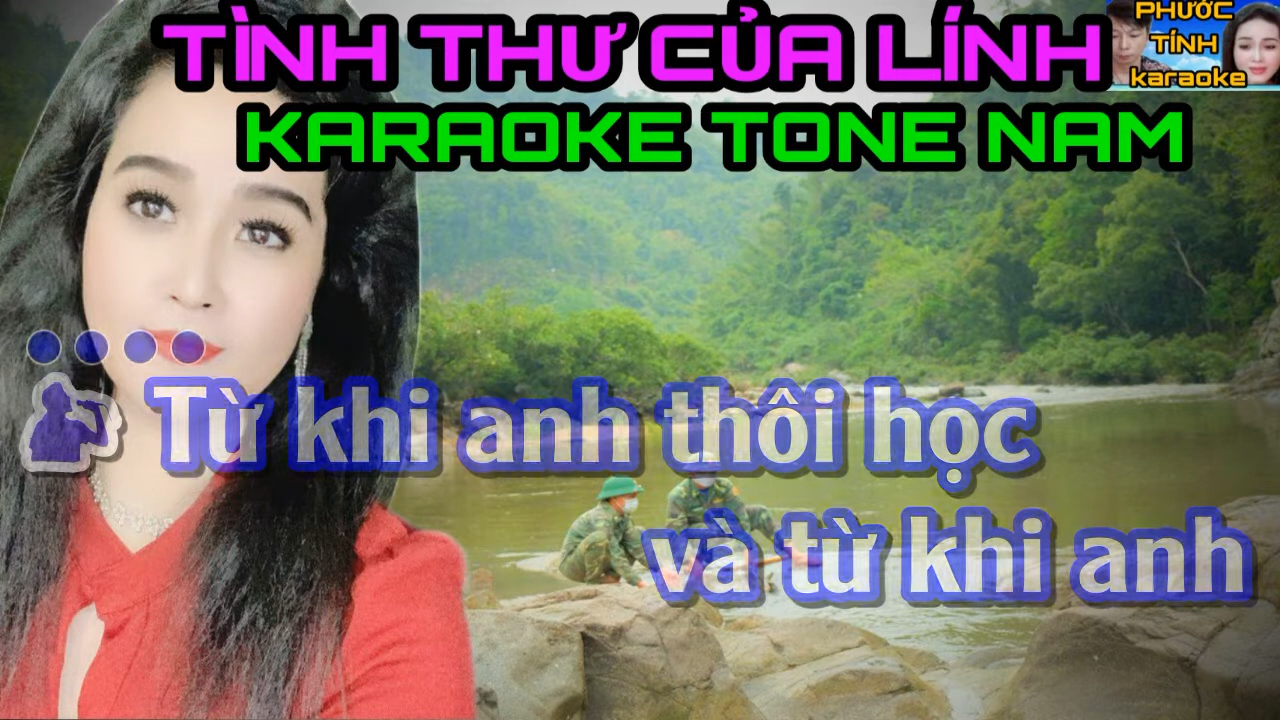 TÌNH THƯ CỦA LÍNH
KARAOKE TONE NAM
PHƯỚC
TÍNH
karaoke
Từ khi anh thôi học
và từ khi anh